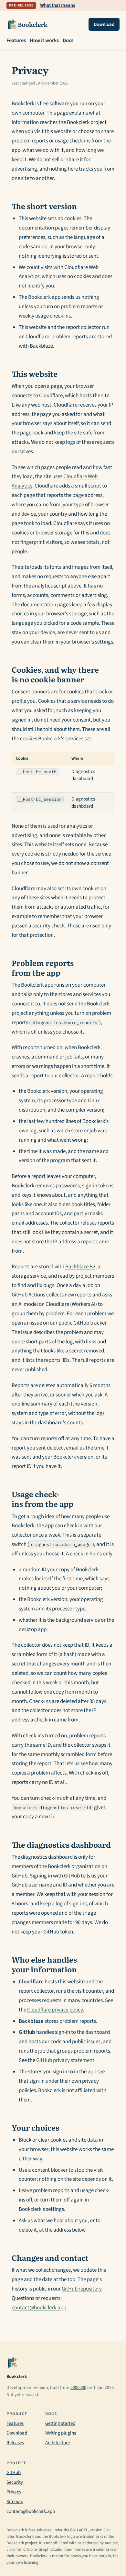 PRE-RELEASE What that means
Bookclerk
Download
Features How it works Docs
Privacy
Last changed 19 November 2025
Bookclerk is free software you run on your
own computer. This page explains what
information reaches the Bookclerk project
when you visit this website or choose to share
problem reports or usage check-ins from the
app, what we do with it, and how long we
keep it. We do not sell or share it for
anything, and nothing here tracks you from
one site to another.
The short version
This website sets no cookies. The
documentation pages remember display
preferences, such as the language of a
code sample, in your browser only;
nothing identifying is stored or sent.
We count visits with Cloudflare Web
Analytics, which uses no cookies and does
not identify you.
The Bookclerk app sends us nothing
unless you turn on problem reports or
weekly usage check-ins.
This website and the report collector run
on Cloudflare; problem reports are stored
with Backblaze.
This website
When you open a page, your browser
connects to Cloudflare, which hosts the site.
Like any web host, Cloudflare receives your IP
address, the page you asked for and what
your browser says about itself, so it can send
the page back and keep the site safe from
attacks. We do not keep logs of these requests
ourselves.
To see which pages people read and how fast
they load, the site uses Cloudflare Web
Analytics. Cloudflare adds a small script to
each page that reports the page address,
where you came from, your type of browser
and device, your country and how long the
page took to load. Cloudflare says it uses no
cookies or browser storage for this and does
not fingerprint visitors, so we see totals, not
people.
The site loads its fonts and images from itself,
and makes no requests to anyone else apart
from the analytics script above. It has no
forms, accounts, commenting or advertising.
The documentation pages keep a few display
choices in your browser's storage, such as the
language you picked for a code sample. They
stay on your device, are never sent to us and
you can clear them in your browser's settings.
Cookies, and why there
is no cookie banner
Consent banners are for cookies that track or
profile you. Cookies that a service needs to do
what you asked for, such as keeping you
signed in, do not need your consent, but you
should still be told about them. These are all
the cookies Bookclerk's services set:
Cookie Where
__Host-bc_oauth Diagnostics
dashboard
__Host-bc_session Diagnostics
dashboard
None of them is used for analytics or
advertising, and none is readable by other
sites. This website itself sets none. Because
every cookie is strictly needed for the service
you chose to use, we do not show a consent
banner.
Cloudflare may also set its own cookies on
any of these sites when it needs to protect
them from attacks or automated traffic, for
example to remember that your browser
passed a security check. Those are used only
for that protection.
Problem reports
from the app
The Bookclerk app runs on your computer
and talks only to the stores and services you
connect it to. It does not send the Bookclerk
project anything unless you turn on problem
reports (diagnostics.share_reports),
which is off unless you choose it.
With reports turned on, when Bookclerk
crashes, a command or job fails, or many
errors or warnings happen in a short time, it
sends a report to our collector. A report holds:
the Bookclerk version, your operating
system, its processor type and Linux
distribution, and the compiler version;
the last few hundred lines of Bookclerk's
own log, such as which store or job was
running and what went wrong;
the time it was made, and the name and
version of the program that sent it.
Before a report leaves your computer,
Bookclerk removes passwords, sign-in tokens
and keys it knows about, and anything that
looks like one. It also hides book titles, folder
paths and account IDs, and partly masks
email addresses. The collector refuses reports
that still look like they contain a secret, and it
does not store the IP address a report came
from.
Reports are stored with Backblaze B2, a
storage service, and read by project members
to find and fix bugs. Once a day a job on
GitHub Actions collects new reports and asks
an AI model on Cloudflare (Workers AI) to
group them by problem. For each problem we
open an issue on our public GitHub tracker.
The issue describes the problem and may
quote short parts of the log, with links and
anything that looks like a secret removed,
and it lists the reports' IDs. The full reports are
never published.
Reports are deleted automatically 6 months
after they arrive, or sooner when you ask. A
one-line summary of each (the version,
system and type of error, without the log)
stays in the dashboard's counts.
You can turn reports off at any time. To have a
report you sent deleted, email us the time it
was sent and your Bookclerk version, or its
report ID if you have it.
Usage check-
ins from the app
To get a rough idea of how many people use
Bookclerk, the app can check in with our
collector once a week. This is a separate
switch (diagnostics.share_usage), and it is
off unless you choose it. A check-in holds only:
a random ID your copy of Bookclerk
makes for itself the first time, which says
nothing about you or your computer;
the Bookclerk version, your operating
system and its processor type;
whether it is the background service or the
desktop app.
The collector does not keep that ID. It keeps a
scrambled form of it (a hash) made with a
secret that changes every month and is then
deleted, so we can count how many copies
checked in this week or this month, but
cannot follow one copy from month to
month. Check-ins are deleted after 35 days,
and the collector does not store the IP
address a check-in came from.
With check-ins turned on, problem reports
carry the same ID, and the collector swaps it
for the same monthly scrambled form before
storing the report. That lets us see how many
copies a problem affects. With check-ins off,
reports carry no ID at all.
You can turn check-ins off at any time, and
bookclerk diagnostics reset-id gives
your copy a new ID.
The diagnostics dashboard
The diagnostics dashboard is only for
members of the Bookclerk organization on
GitHub. Signing in with GitHub tells us your
GitHub username and whether you are still
a member. We keep that with your session for
8 hours, and keep a log of sign-ins, of
which reports were opened and of triage
changes members made for 90 days. We do
not keep your GitHub token.
Who else handles
your information
Cloudflare hosts this website and the
report collector, runs the visit counter, and
processes requests in many countries. See
the Cloudflare privacy policy.
Backblaze stores problem reports.
GitHub handles sign-in to the dashboard
and hosts our code and public issues, and
runs the job that groups problem reports.
See the GitHub privacy statement.
The stores you sign in to in the app see
that sign-in under their own privacy
policies. Bookclerk is not affiliated with
them.
Your choices
Block or clear cookies and site data in
your browser; this website works the same
either way.
Use a content blocker to stop the visit
counter; nothing on the site depends on it.
Leave problem reports and usage check-
ins off, or turn them off again in
Bookclerk's settings.
Ask us what we hold about you, or to
delete it, at the address below.
Changes and contact
If what we collect changes, we update this
page and the date at the top. The page's
history is public in our GitHub repository.
Questions or requests:
contact@bookclerk.app.
Bookclerk
Not yet released.
PRODUCT DOCS
Features Getting started
Download Writing plugins
Releases Architecture
PROJECT
GitHub
Security
Privacy
Sitemap
contact@bookclerk.app